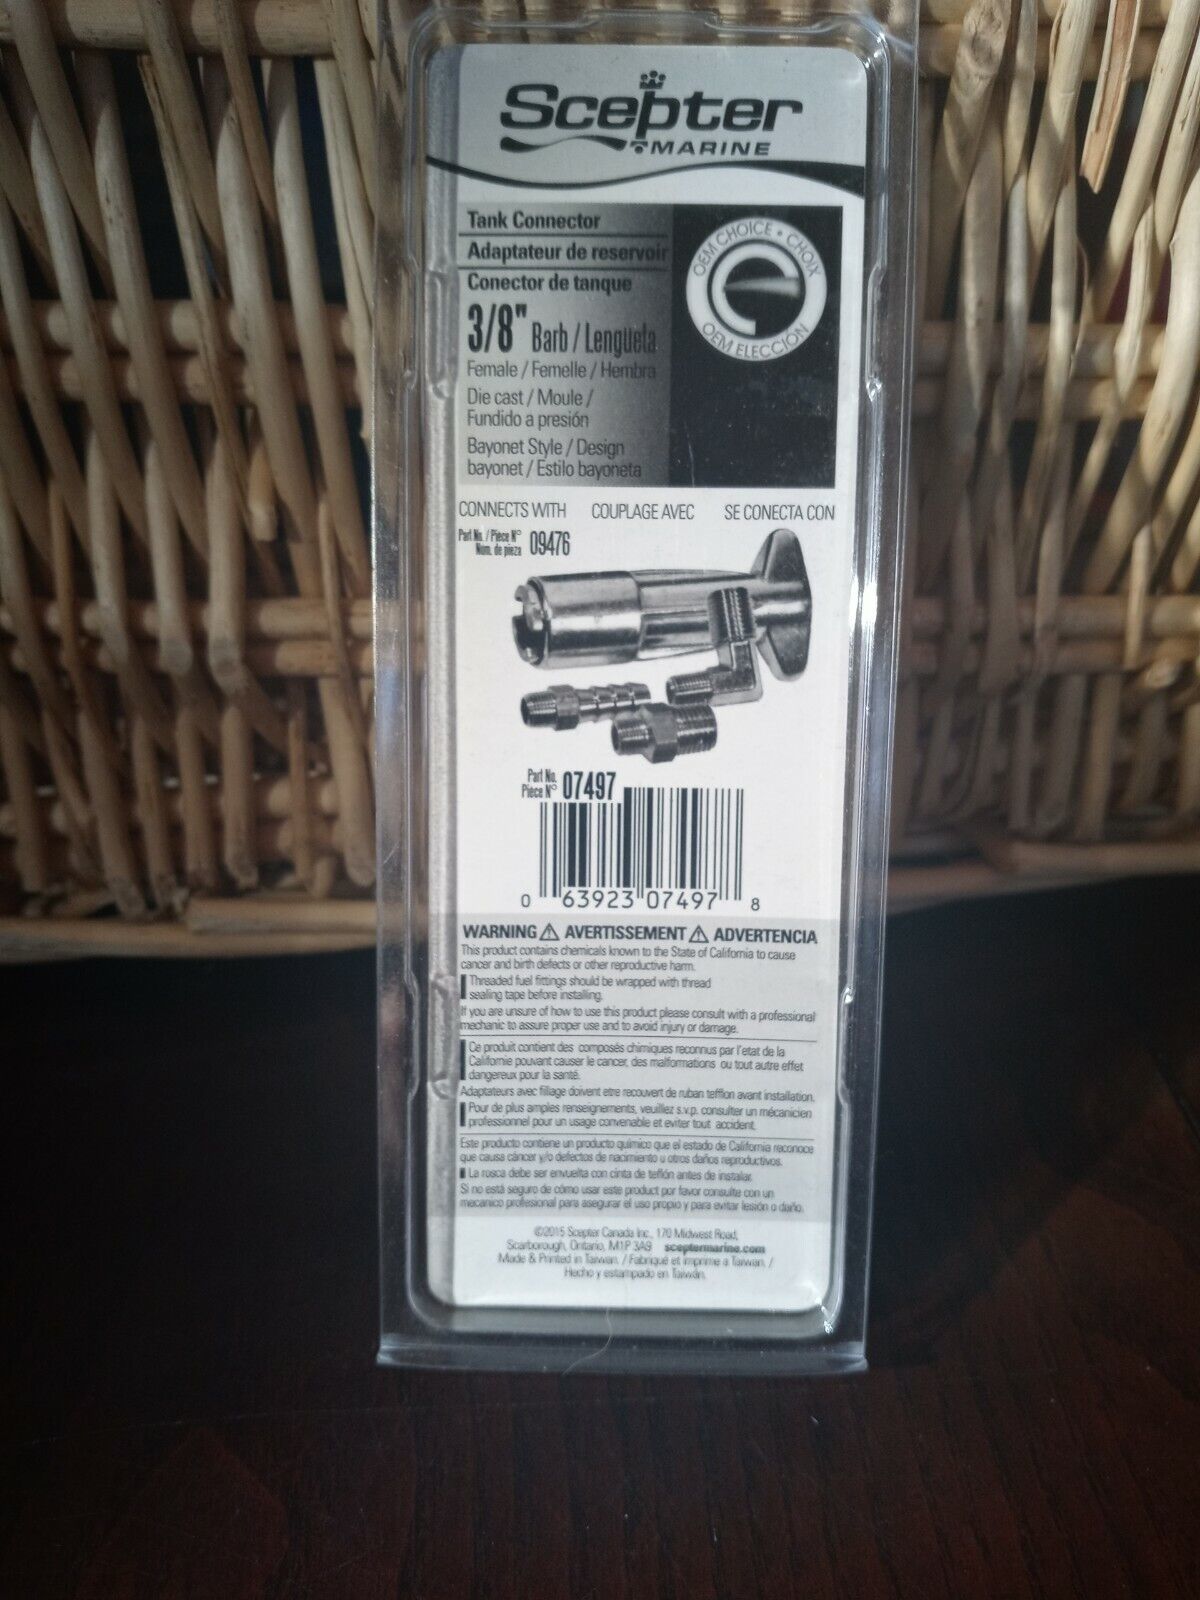 Scepter
MARINE
Tank Connector
Adaptateur de reservoir
Conector de tanque
3/8" Barb / Lengüeta
Female / Femelle / Hembra
Die cast / Moule /
Fundido a presión
Bayonet Style / Design
bayonet / Estilo bayoneta
OEM CHOICE • CHOIX
OEM ELECCIÓN
CONNECTS WITH COUPLAGE AVEC SE CONECTA CON
Part No. / Pièce N°
Núm. de pieza 09476
Part No.
Pièce N° 07497
0 63923 07497 8
WARNING ⚠ AVERTISSEMENT ⚠ ADVERTENCIA
This product contains chemicals known to the State of California to cause
cancer and birth defects or other reproductive harm.
Threaded fuel fittings should be wrapped with thread
sealing tape before installing.
If you are unsure of how to use this product please consult with a professional
mechanic to assure proper use and to avoid injury or damage.
Ce produit contient des composés chimiques reconnus par l'etat de la
Californie pouvant causer le cancer, des malformations ou tout autre effet
dangereux pour la santé.
Adaptateurs avec filiage doivent etre recouvert de ruban teffion avant installation.
Pour de plus amples renseignements, veuillez s.v.p. consulter un mécanicien
professionnel pour un usage convenable et eviter tout accident.
Este producto contiene un producto químico que el estado de California reconoce
que causa cáncer y/o defectos de nacimiento u otros daños reproductivos.
La rosca debe ser envuelta con cinta de teflón antes de instalar.
Si no está seguro de cómo usar este product por favor consulte con un
mecanico profesional para asegurar el uso propio y para evitar lesión o daño.
©2015 Scepter Canada Inc., 170 Midwest Road,
Scarborough, Ontario, M1P 3A9 sceptermarine.com
Made & Printed in Taiwan. / Fabriqué et imprime a Taiwan. /
Hecho y estampado en Taiwán.